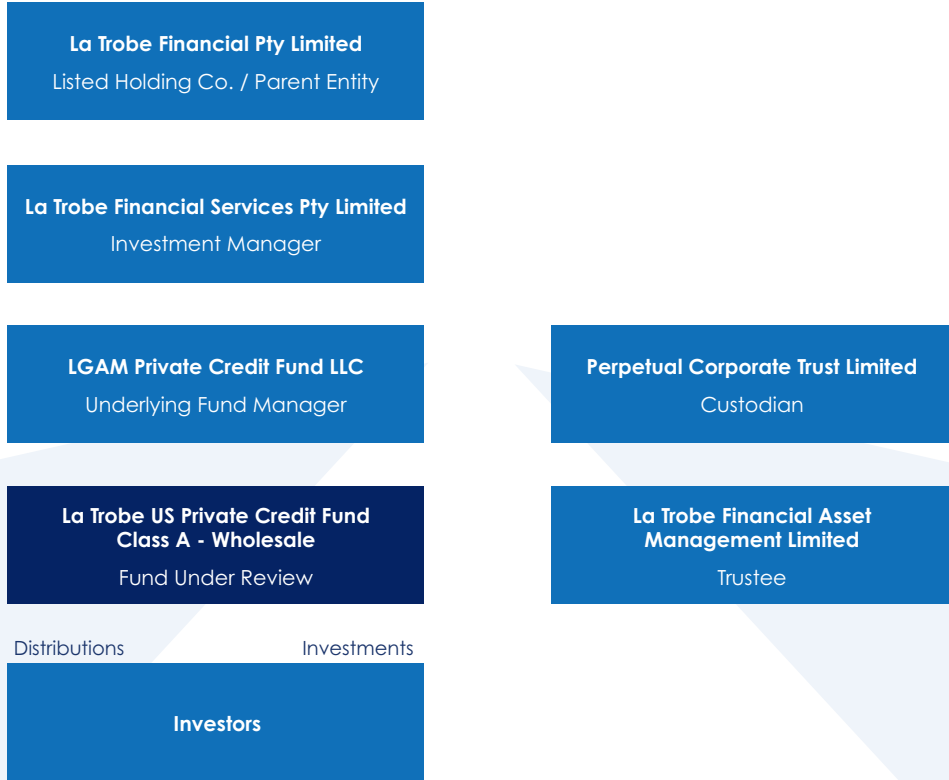 La Trobe Financial Pty Limited
Listed Holding Co. / Parent Entity
La Trobe Financial Services Pty Limited
Investment Manager
LGAM Private Credit Fund LLC
Underlying Fund Manager
Perpetual Corporate Trust Limited
Custodian
La Trobe US Private Credit Fund
Class A - Wholesale
Fund Under Review
La Trobe Financial Asset
Management Limited
Trustee
Distributions
Investments
Investors